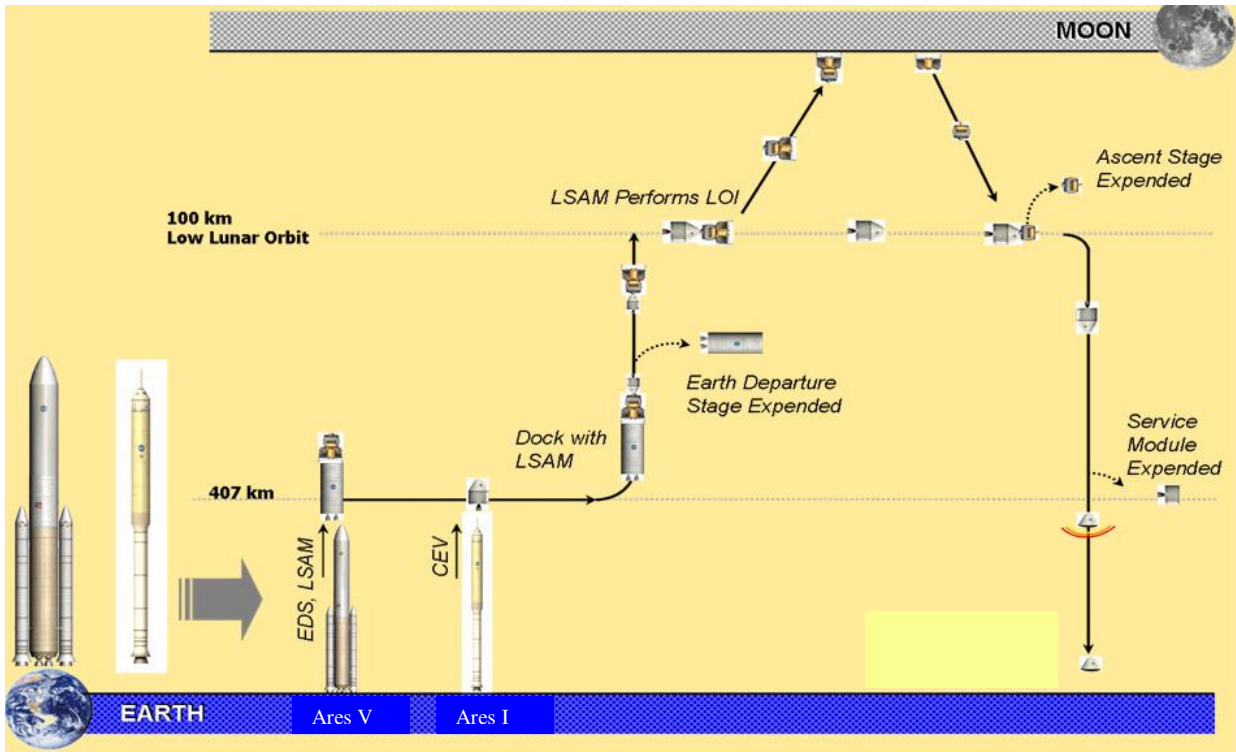 MOON
Ascent Stage
Expended
LSAM Performs LOI
100 km
Low Lunar Orbit
Earth Departure
Stage Expended
Dock with
LSAM
Service
Module
Expended
407 km
EDS, LSAM
CEV
EARTH
Ares V
Ares I